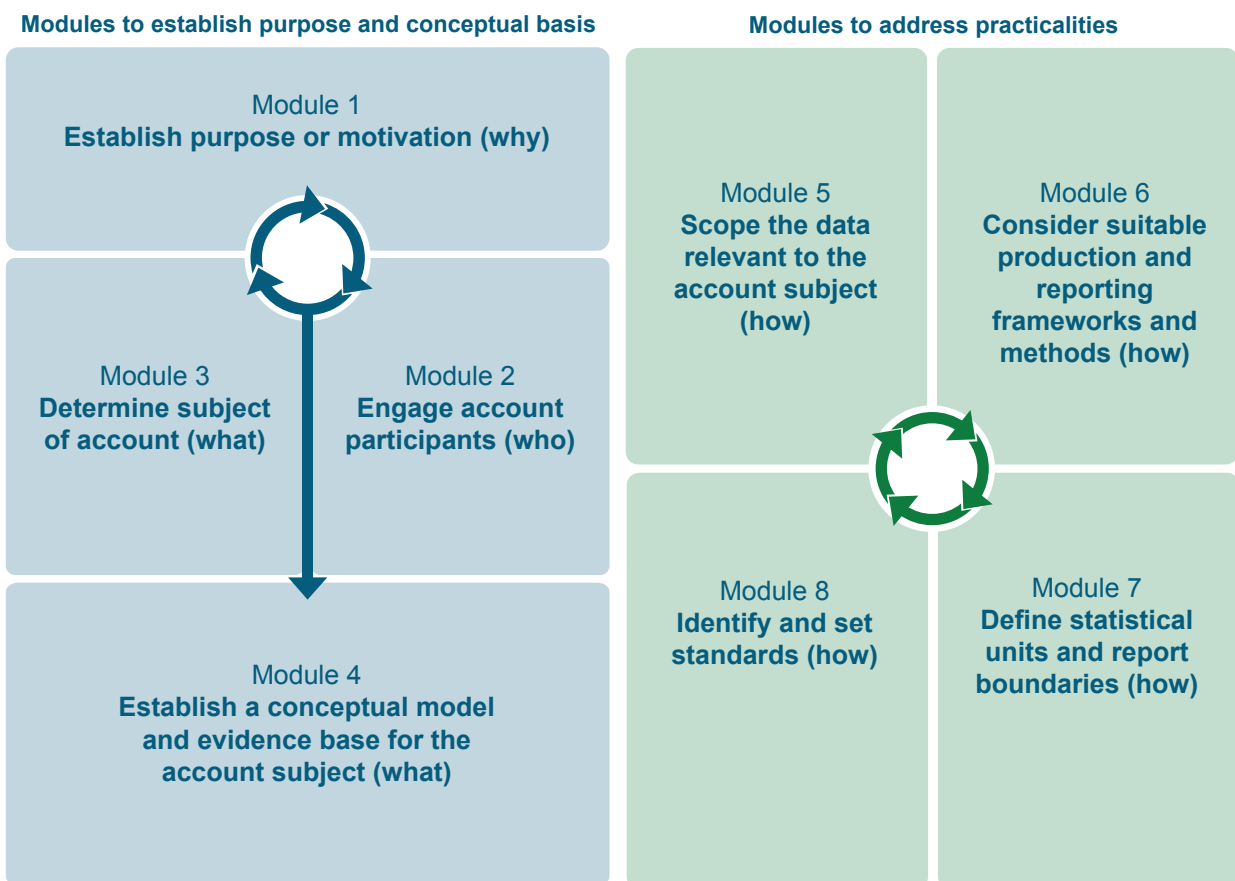 Modules to establish purpose and conceptual basis
Module 1
Establish purpose or motivation (why)
Module 3
Determine subject
of account (what)
Module 2
Engage account
participants (who)
Module 4
Establish a conceptual model
and evidence base for the
account subject (what)
Modules to address practicalities
Module 5
Scope the data
relevant to the
account subject
(how)
Module 6
Consider suitable
production and
reporting
frameworks and
methods (how)
Module 8
Identify and set
standards (how)
Module 7
Define statistical
units and report
boundaries (how)